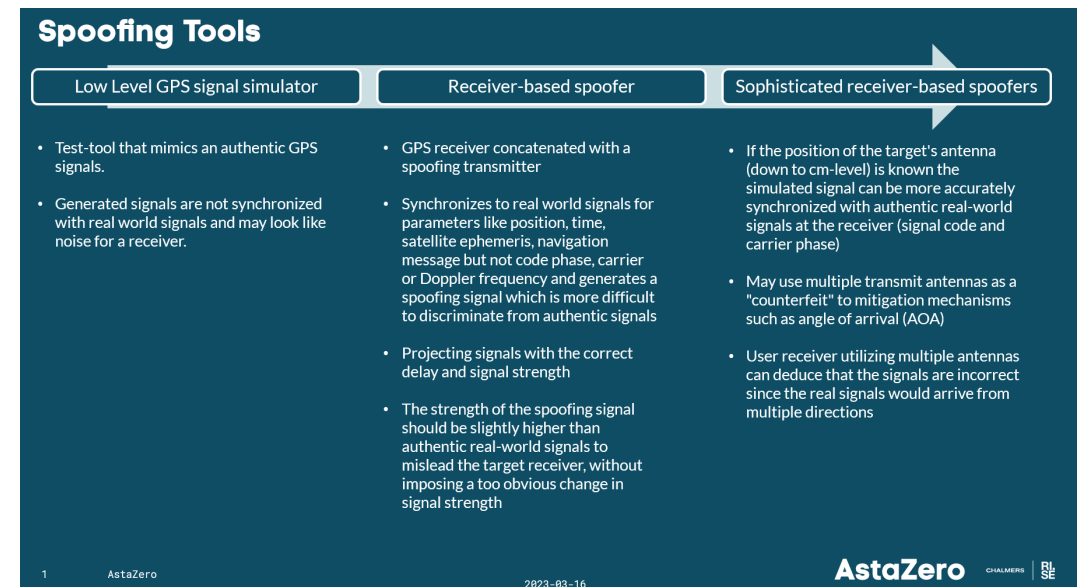 Spoofing Tools
Low Level GPS signal simulator
Receiver-based spoofer
Sophisticated receiver-based spoofers
• Test-tool that mimics an authentic GPS
signals.
• Generated signals are not synchronized
with real world signals and may look like
noise for a receiver.
• GPS receiver concatenated with a
spoofing transmitter
• Synchronizes to real world signals for
parameters like position, time,
satellite ephemeris, navigation
message but not code phase, carrier
or Doppler frequency and generates a
spoofing signal which is more difficult
to discriminate from authentic signals
• Projecting signals with the correct
delay and signal strength
• The strength of the spoofing signal
should be slightly higher than
authentic real-world signals to
mislead the target receiver, without
imposing a too obvious change in
signal strength
• If the position of the target's antenna
(down to cm-level) is known the
simulated signal can be more accurately
synchronized with authentic real-world
signals at the receiver (signal code and
carrier phase)
• May use multiple transmit antennas as a
"counterfeit" to mitigation mechanisms
such as angle of arrival (AOA)
• User receiver utilizing multiple antennas
can deduce that the signals are incorrect
since the real signals would arrive from
multiple directions
1
AstaZero
2023-03-16
AstaZero
CHALMERS
RI.
SE